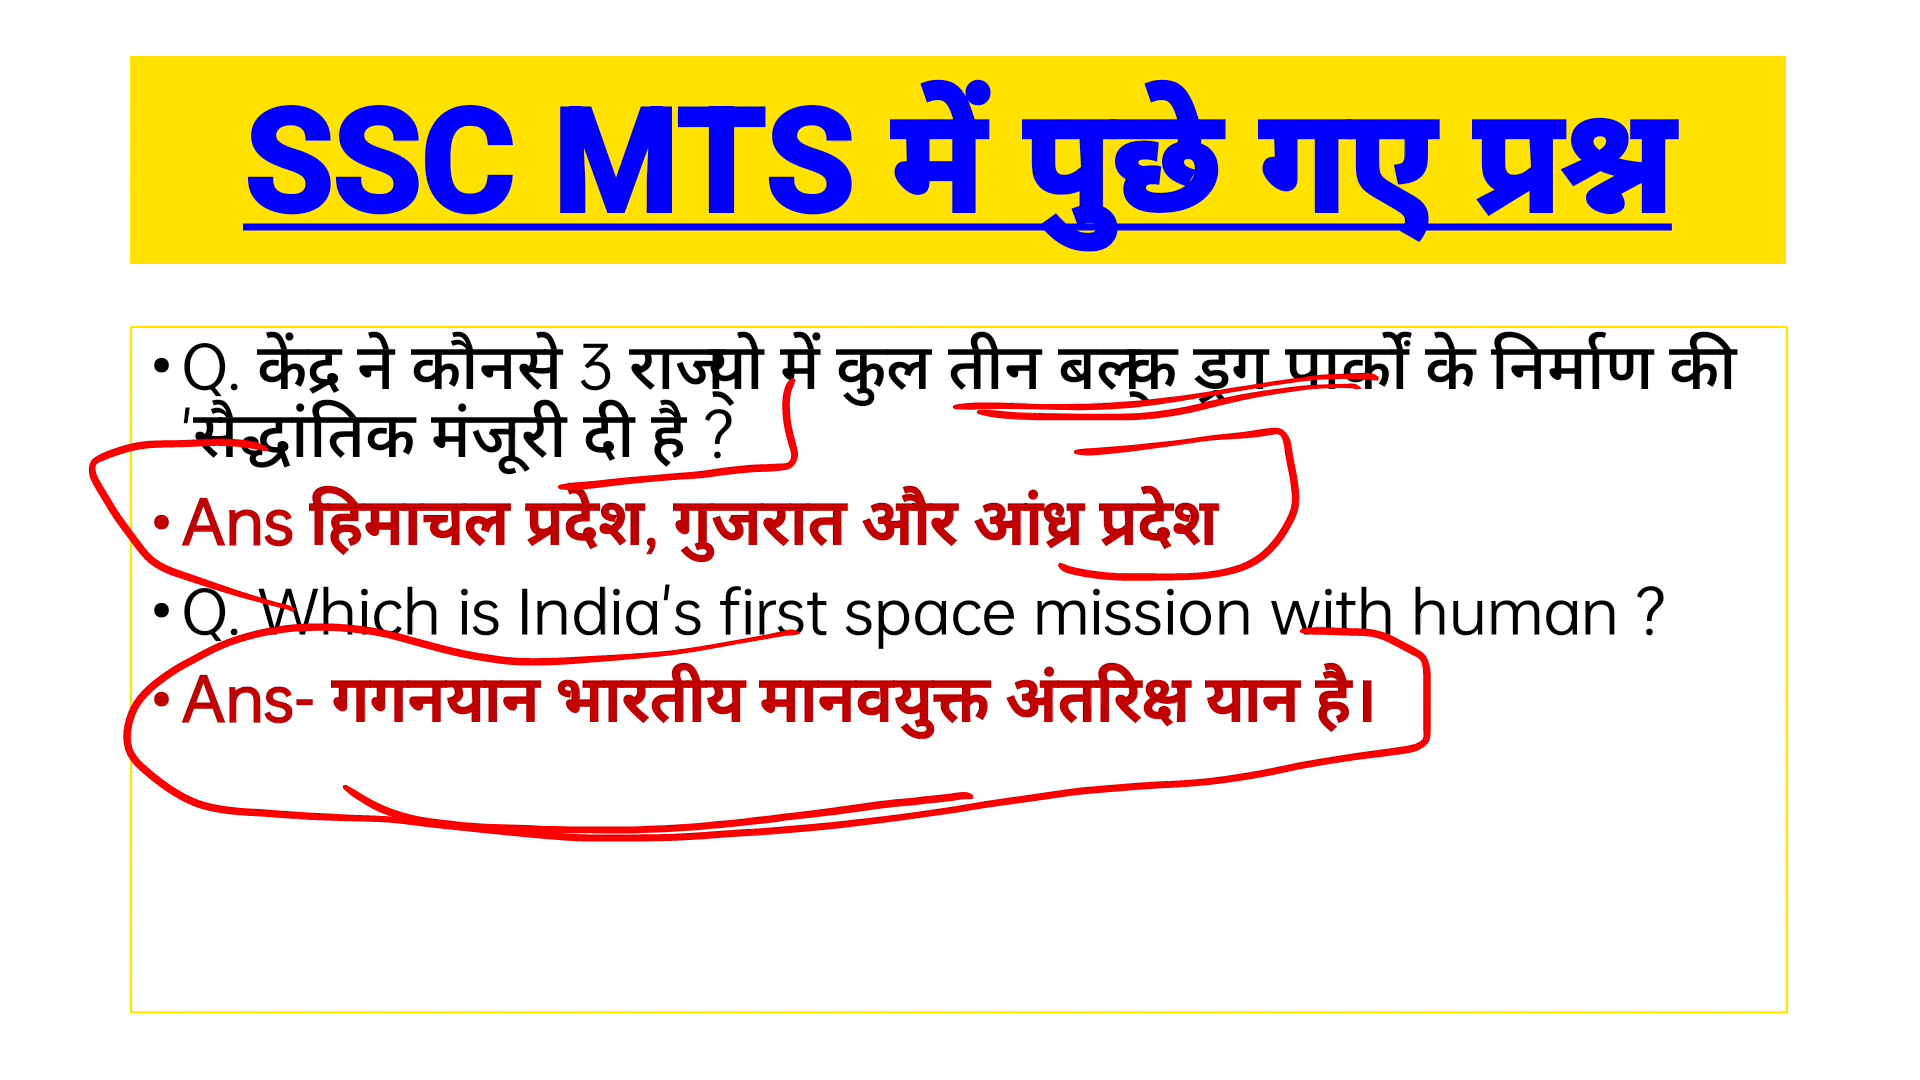 SSC MTS में पुछे गए प्रश्न
• Q. केंद्र ने कौनसे 3 राज्यो में कुल तीन बल्क ड्रग पार्कों के निर्माण की
'सैद्धांतिक मंजूरी दी है ?
• Ans हिमाचल प्रदेश, गुजरात और आंध्र प्रदेश
• Q. Which is India's first space mission with human ?
• Ans- गगनयान भारतीय मानवयुक्त अंतरिक्ष यान है।